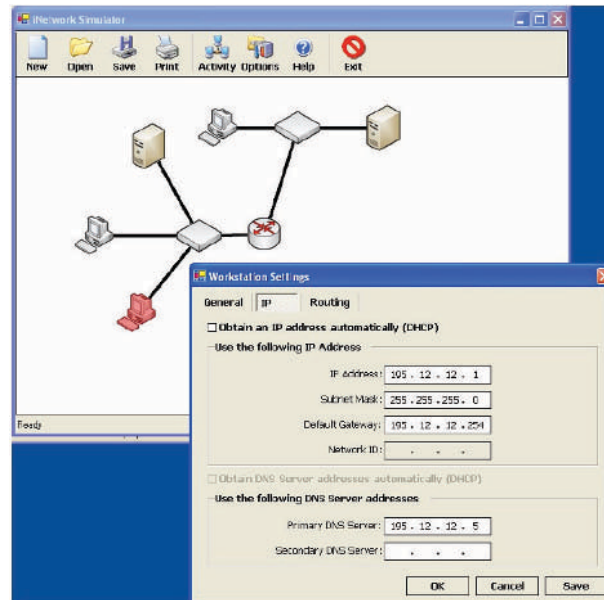 iNetwork Simulator
New Open Save Print Activity Options Help Exit
Workstation Settings
General IP Routing
Obtain an IP address automatically (DHCP)
Use the following IP Address
IP Address: 195 . 12 . 12 . 1
Subnet Mask: 255 . 255 . 255 . 0
Default Gateway: 195 . 12 . 12 . 254
Network ID: . . .
Obtain DNS Server addresses automatically (DHCP)
Use the following DNS Server addresses
Primary DNS Server: 195 . 12 . 12 . 5
Secondary DNS Server: . . .
OK Cancel Save
Ready